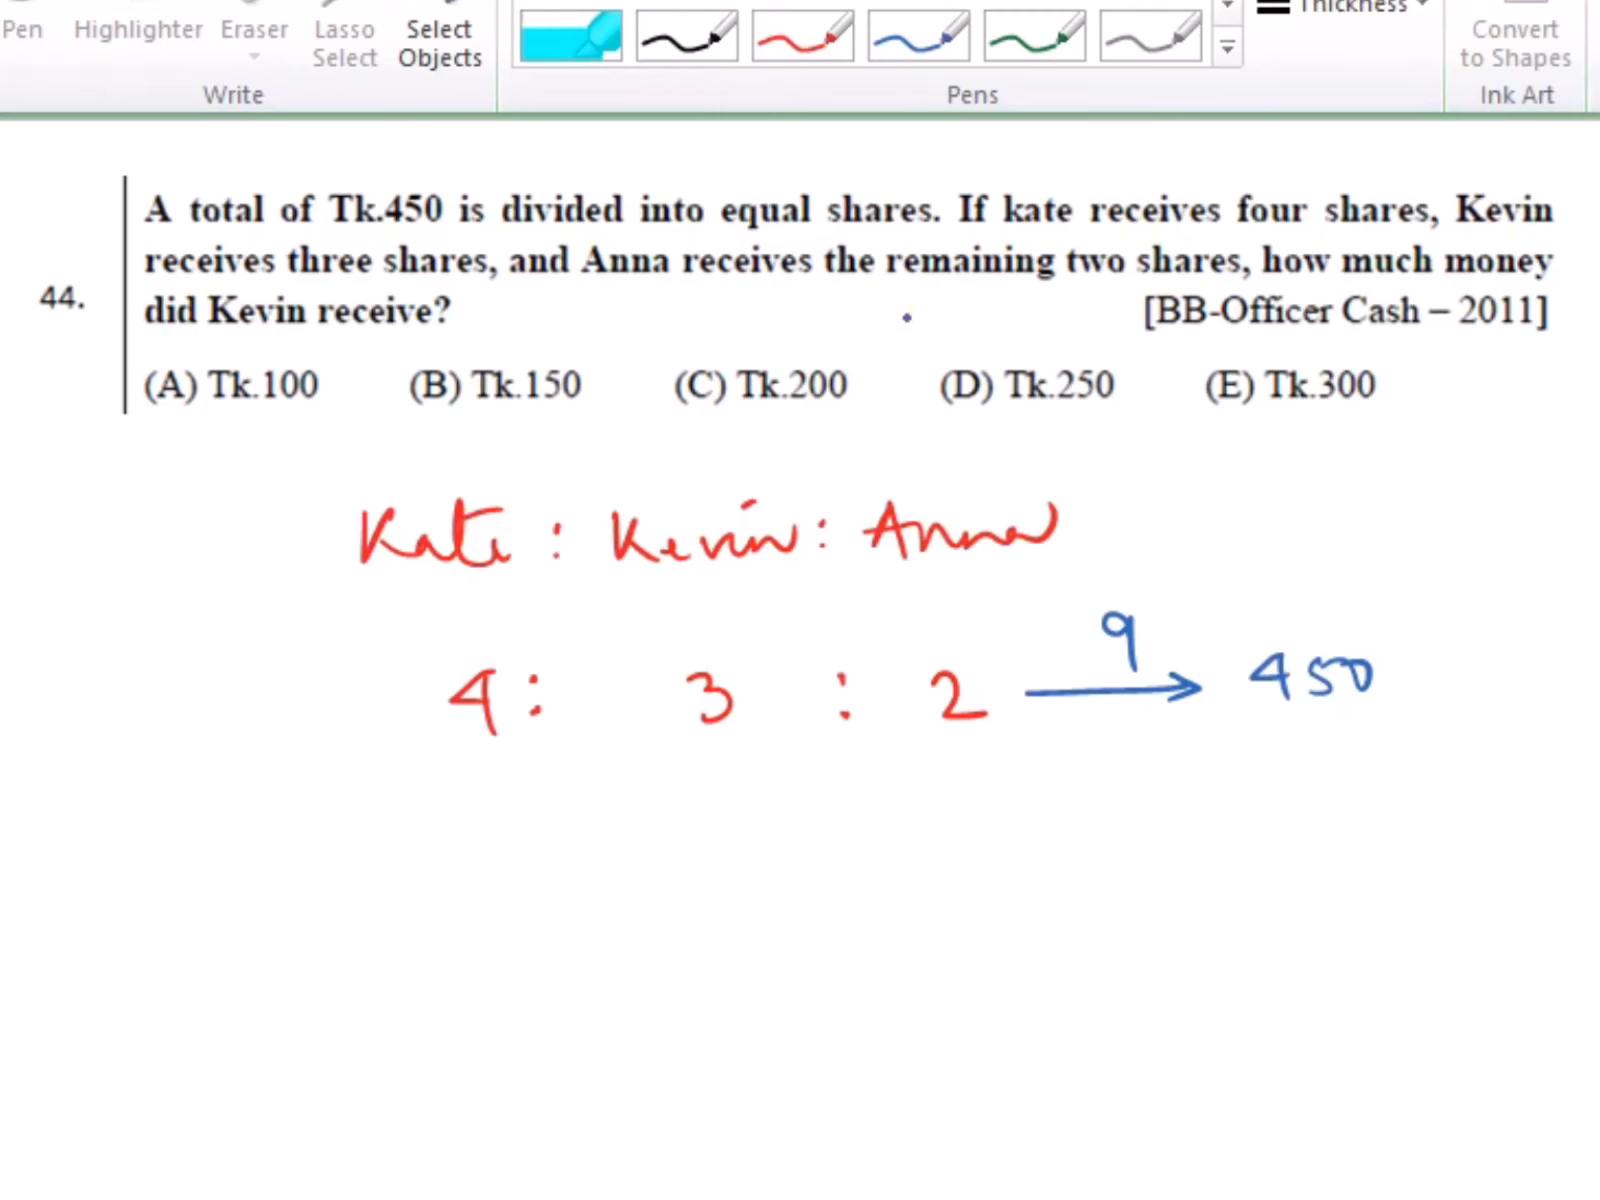 Thickness
Pen Highlighter Eraser Lasso Select Select Objects Convert to Shapes
Write Pens Ink Art
44.
A total of Tk.450 is divided into equal shares. If kate receives four shares, Kevin
receives three shares, and Anna receives the remaining two shares, how much money
did Kevin receive? [BB-Officer Cash – 2011]
(A) Tk.100 (B) Tk.150 (C) Tk.200 (D) Tk.250 (E) Tk.300
Kate : Kevin : Anna
9
4 : 3 : 2 → 450